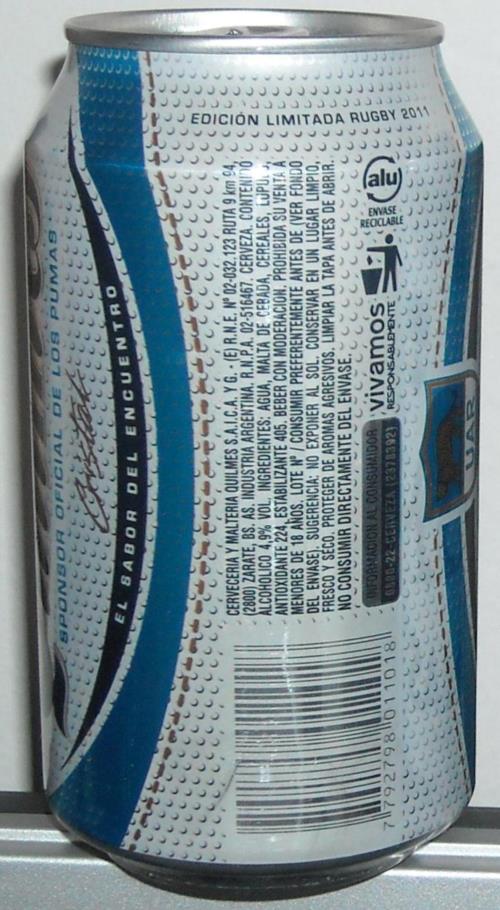 EDICIÓN LIMITADA RUGBY 2011
SPONSOR OFICIAL DE LOS PUMAS
Cristal
EL SABOR DEL ENCUENTRO
CERVECERIA Y MALTERIA QUILMES S.A.I.C.A. Y G. - (E) R.N.E. Nº 02-032.123 RUTA 9 km 94
(2800) ZARATE, BS. AS. INDUSTRIA ARGENTINA. R.N.P.A. 02-516467. CERVEZA. CONTENIDO
ALCOHOLICO 4,9% VOL. INGREDIENTES: AGUA, MALTA DE CEBADA, CEREALES, LUPULO,
ANTIOXIDANTE 224, ESTABILIZANTE 405. BEBER CON MODERACION. PROHIBIDA SU VENTA A
MENORES DE 18 AÑOS. LOTE Nº / CONSUMIR PREFERENTEMENTE ANTES DE (VER FONDO
DEL ENVASE). SUGERENCIA: NO EXPONER AL SOL. CONSERVAR EN UN LUGAR LIMPIO,
FRESCO Y SECO. PROTEGER DE AROMAS AGRESIVOS. LIMPIAR LA TAPA ANTES DE ABRIR.
NO CONSUMIR DIRECTAMENTE DEL ENVASE.
INFORMACION AL CONSUMIDOR
0800-22-CERVEZA (2378392)
vivamos
RESPONSABLEMENTE
alu
ENVASE
RECICLABLE
UAR
7 792798 011018